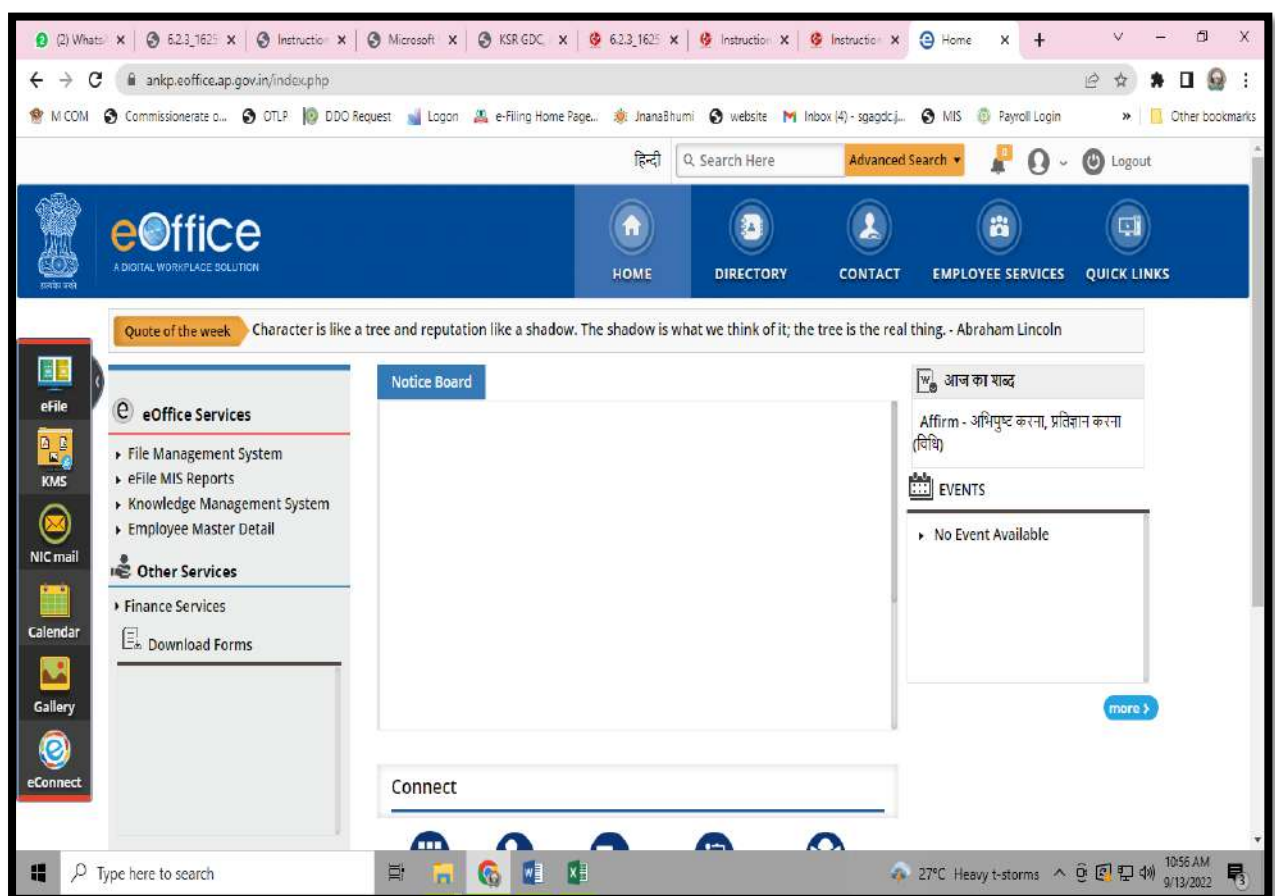 (2) Whats
6.2.3_1625
Instruction
Microsoft
KSR GDC,
6.2.3_1625
Instruction
Instruction
Home
ankp.eoffice.ap.gov.in/index.php
M COM
Commissionerate o...
OTLP
DDO Request
Logon
e-Filing Home Page...
JnanaBhumi
website
Inbox (4) - sgagdc.j...
MIS
Payroll Login
»
Other bookmarks
हिन्दी
Search Here
Advanced Search
Logout
eOffice
A DIGITAL WORKPLACE SOLUTION
सत्यमेव जयते
HOME
DIRECTORY
CONTACT
EMPLOYEE SERVICES
QUICK LINKS
Quote of the week
Character is like a tree and reputation like a shadow. The shadow is what we think of it; the tree is the real thing. - Abraham Lincoln
eFile
KMS
NIC mail
Calendar
Gallery
eConnect
eOffice Services
File Management System
eFile MIS Reports
Knowledge Management System
Employee Master Detail
Other Services
Finance Services
Download Forms
Notice Board
आज का शब्द
Affirm - अभिपुष्ट करना, प्रतिज्ञान करना
(विधि)
EVENTS
No Event Available
more
Connect
Type here to search
27°C Heavy t-storms
10:56 AM
9/13/2022
3